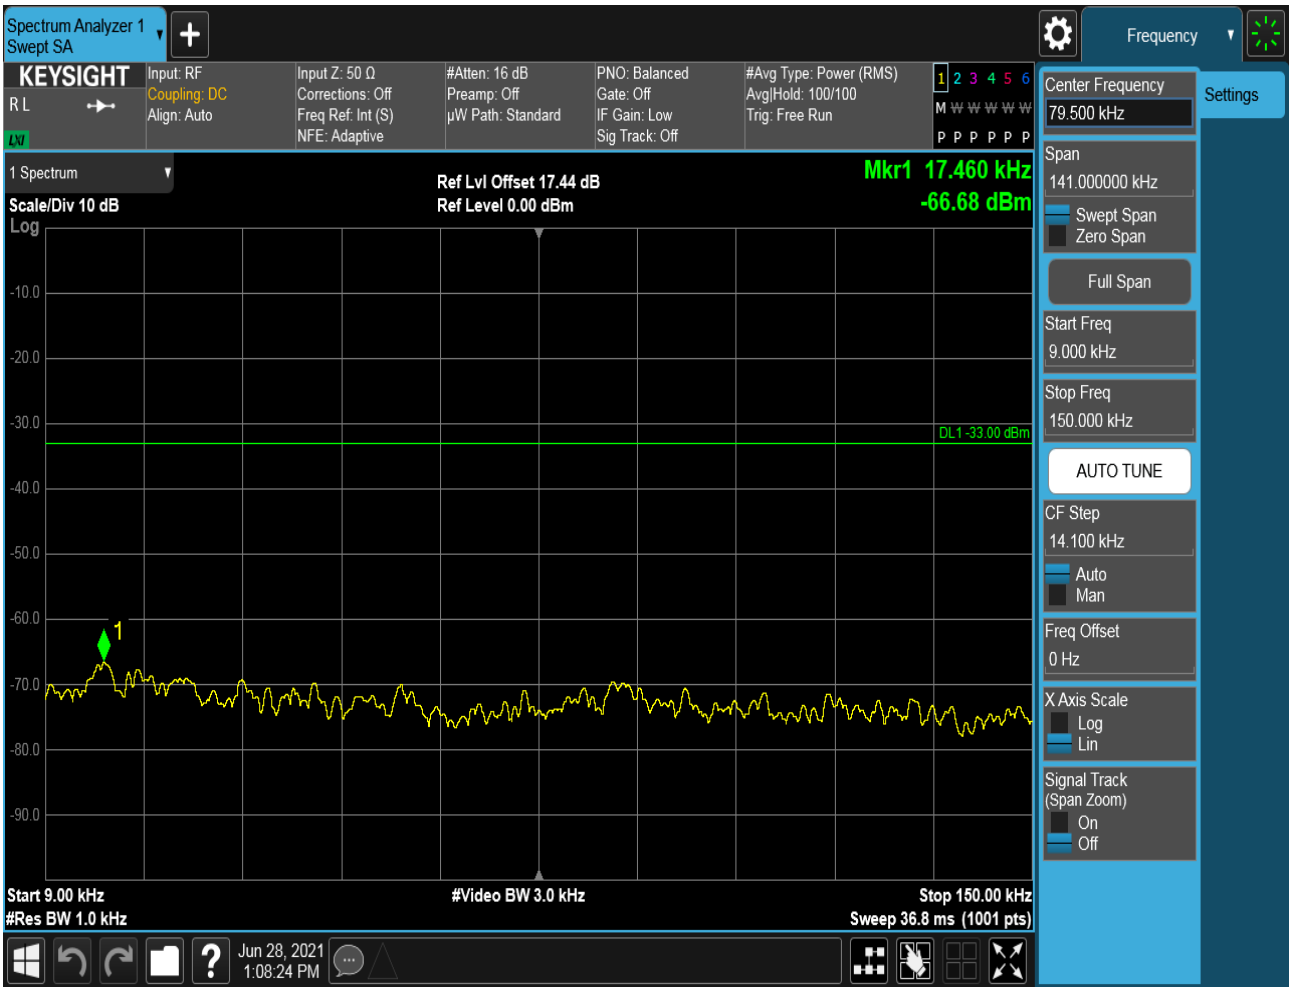 Spectrum Analyzer 1
Swept SA
Frequency
KEYSIGHT
R L
LXI
Input: RF
Coupling: DC
Align: Auto
Input Z: 50 Ω
Corrections: Off
Freq Ref: Int (S)
NFE: Adaptive
#Atten: 16 dB
Preamp: Off
µW Path: Standard
PNO: Balanced
Gate: Off
IF Gain: Low
Sig Track: Off
#Avg Type: Power (RMS)
Avg|Hold: 100/100
Trig: Free Run
1 2 3 4 5 6
M W W W W W
P P P P P P
1 Spectrum
Scale/Div 10 dB
Log
Ref Lvl Offset 17.44 dB
Ref Level 0.00 dBm
Mkr1 17.460 kHz
-66.68 dBm
-10.0
-20.0
-30.0
DL1 -33.00 dBm
-40.0
-50.0
-60.0
1
-70.0
-80.0
-90.0
Start 9.00 kHz
#Res BW 1.0 kHz
#Video BW 3.0 kHz
Stop 150.00 kHz
Sweep 36.8 ms (1001 pts)
Center Frequency
79.500 kHz
Settings
Span
141.000000 kHz
Swept Span
Zero Span
Full Span
Start Freq
9.000 kHz
Stop Freq
150.000 kHz
AUTO TUNE
CF Step
14.100 kHz
Auto
Man
Freq Offset
0 Hz
X Axis Scale
Log
Lin
Signal Track
(Span Zoom)
On
Off
?
Jun 28, 2021
1:08:24 PM